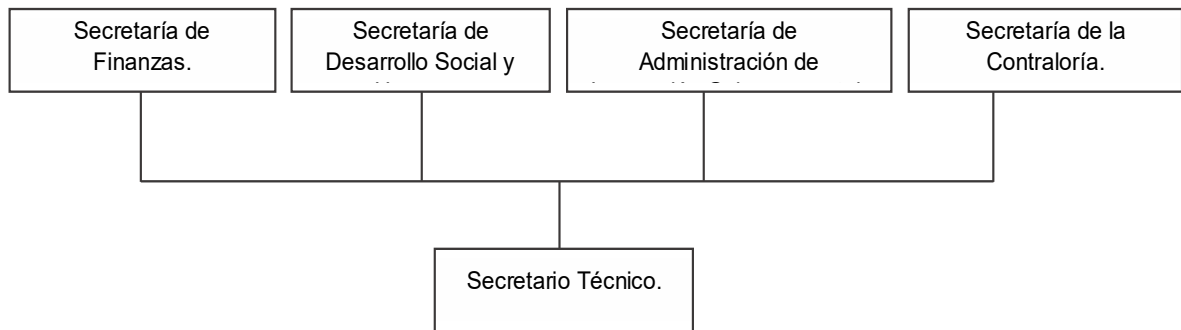 Secretaría de
Finanzas.
Secretaría de
Desarrollo Social y
Secretaría de
Administración de
Secretaría de la
Contraloría.
Secretario Técnico.